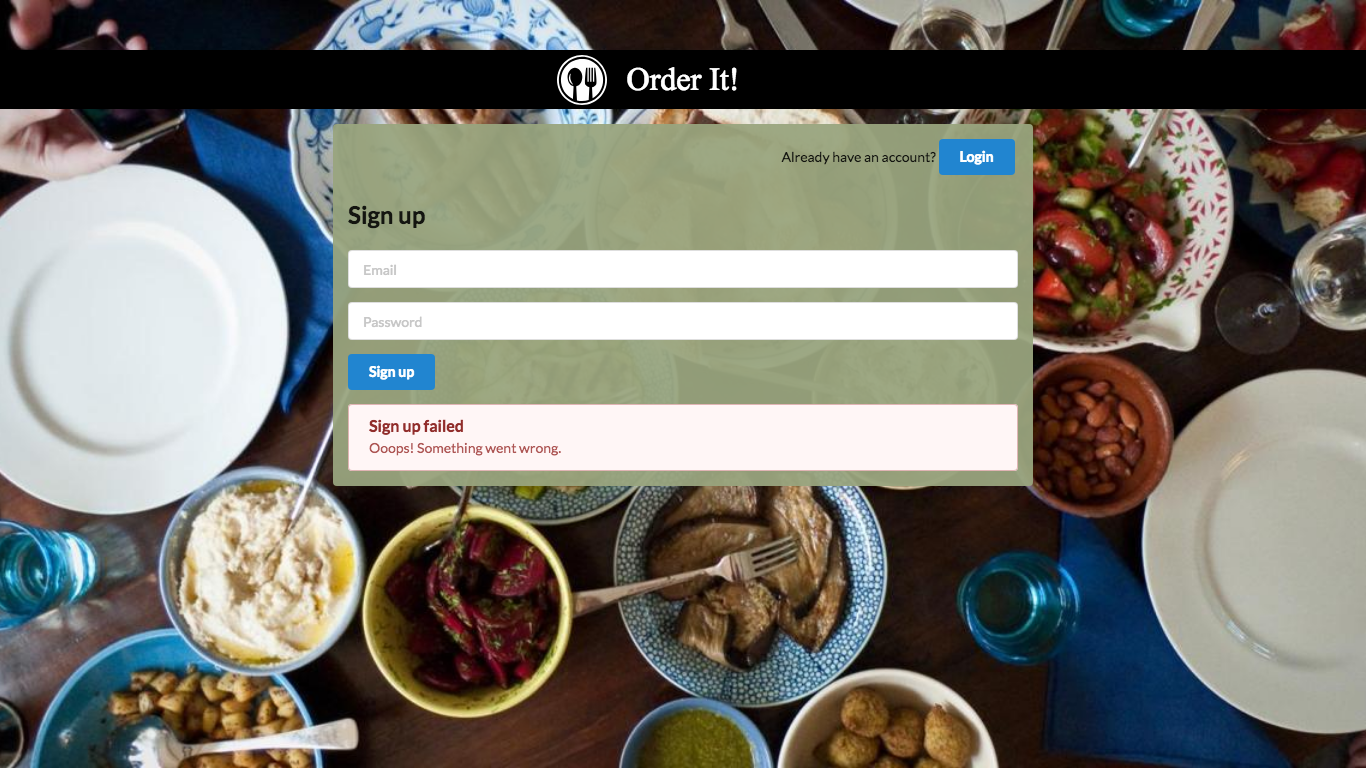 Order It!
Already have an account? Login
Sign up
Email
Password
Sign up
Sign up failed
Ooops! Something went wrong.